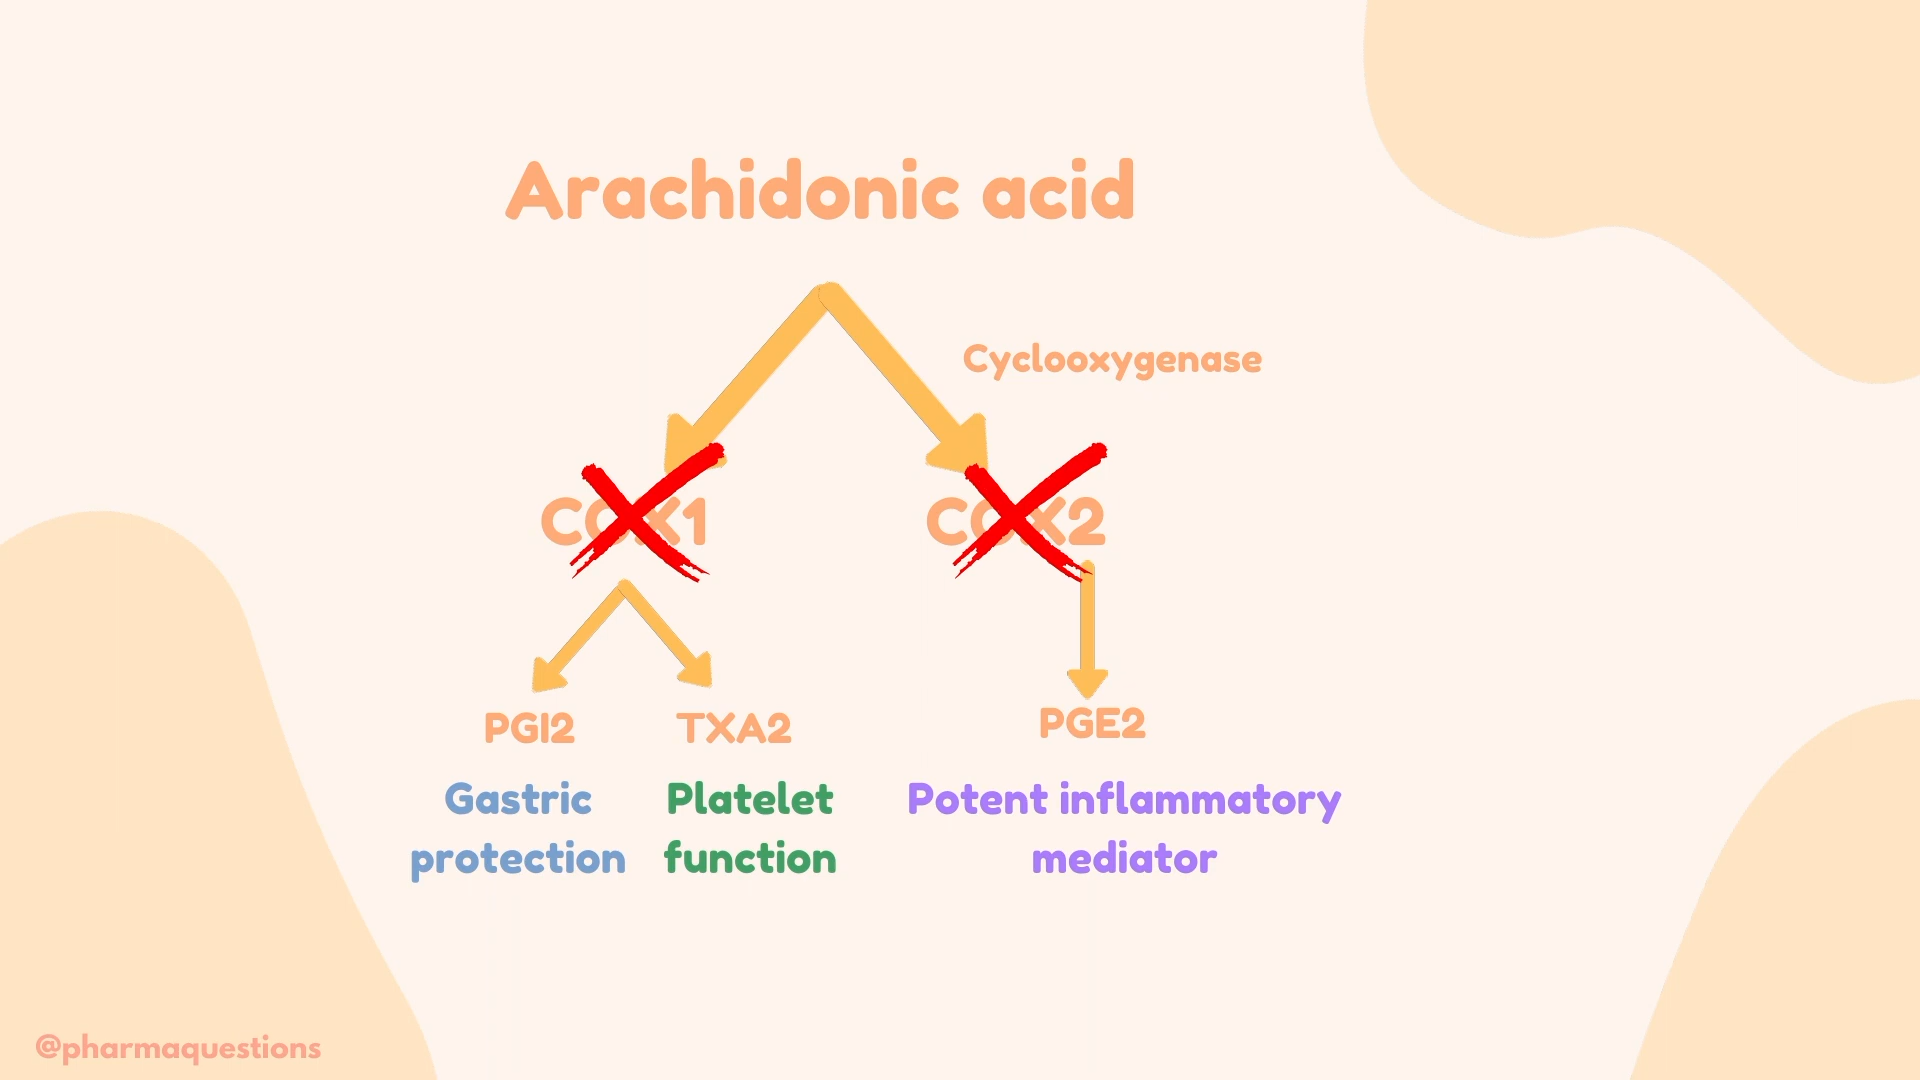 Arachidonic acid
Cyclooxygenase
COX1
COX2
PGI2
TXA2
PGE2
Gastric
protection
Platelet
function
Potent inflammatory
mediator
@pharmaquestions